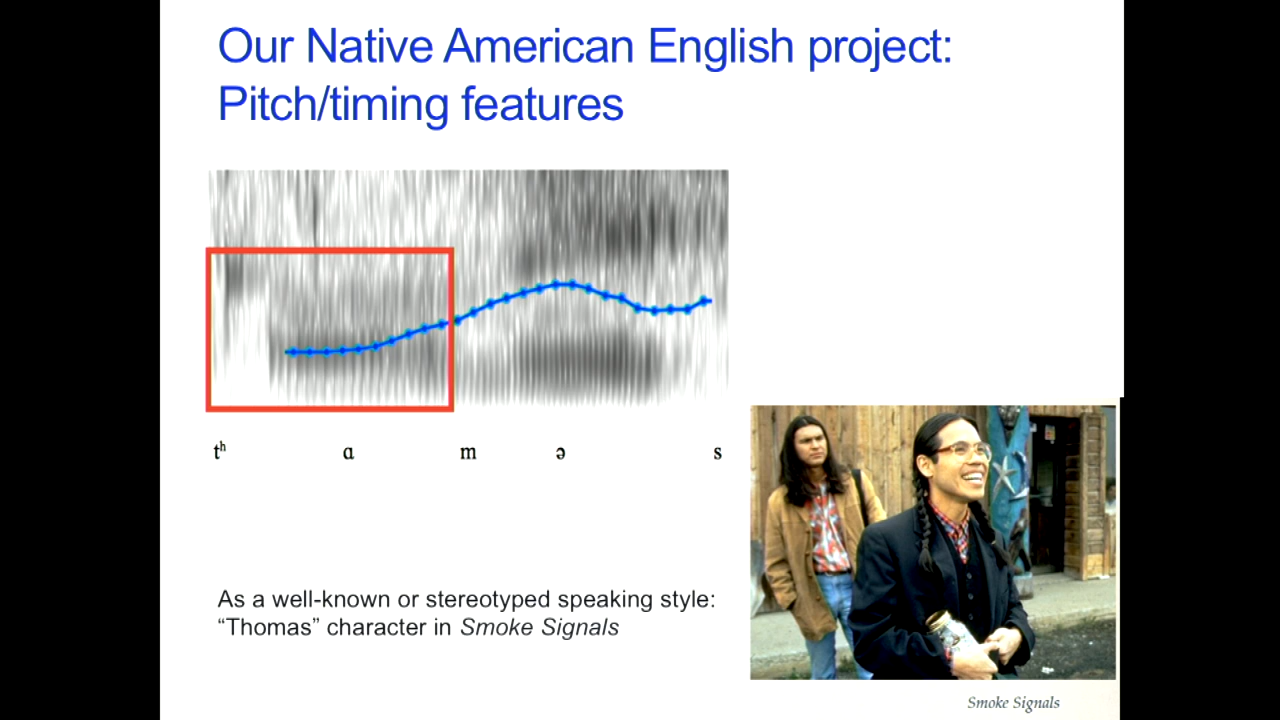 Our Native American English project:
Pitch/timing features
tʰ ɑ m ə s
As a well-known or stereotyped speaking style:
“Thomas” character in Smoke Signals
Smoke Signals